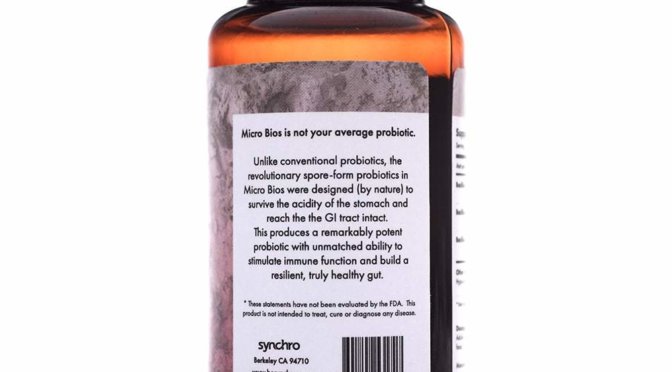 Micro Bios is not your average probiotic.
Unlike conventional probiotics, the
revolutionary spore-form probiotics in
Micro Bios were designed (by nature) to
survive the acidity of the stomach and
reach the the GI tract intact.
This produces a remarkably potent
probiotic with unmatched ability to
stimulate immune function and build a
resilient, truly healthy gut.
* These statements have not been evaluated by the FDA. This
product is not intended to treat, cure or diagnose any disease.
synchro
Berkeley CA 94710